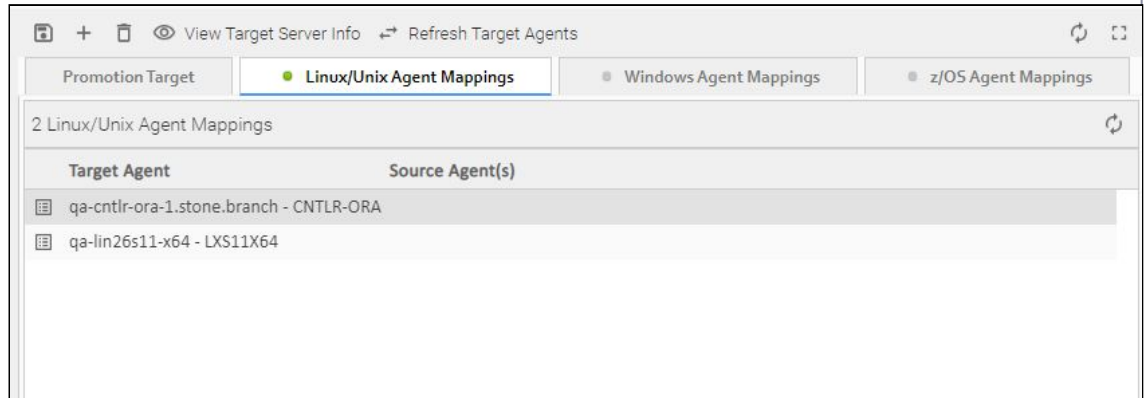 View Target Server Info Refresh Target Agents
Promotion Target Linux/Unix Agent Mappings Windows Agent Mappings z/OS Agent Mappings
2 Linux/Unix Agent Mappings
Target Agent Source Agent(s)
qa-cntlr-ora-1.stone.branch - CNTLR-ORA
qa-lin26s11-x64 - LXS11X64